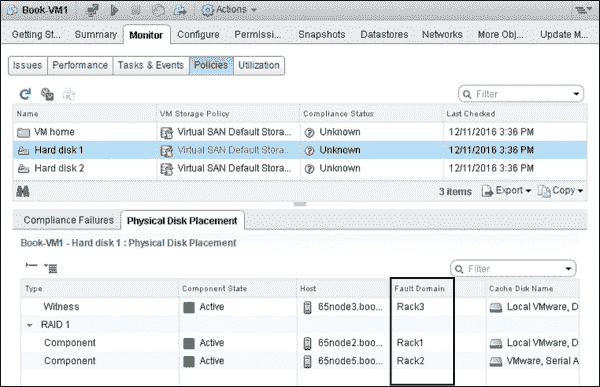 Book-VM1 Actions
Getting St... Summary Monitor Configure Permissi... Snapshots Datastores Networks More Obj... Update M...
Issues Performance Tasks & Events Policies Utilization
Filter
Name VM Storage Policy Compliance Status Last Checked
VM home Virtual SAN Default Stora... Unknown 12/11/2016 3:36 PM
Hard disk 1 Virtual SAN Default Stora... Unknown 12/11/2016 3:36 PM
Hard disk 2 Virtual SAN Default Stora... Unknown 12/11/2016 3:36 PM
3 items Export Copy
Compliance Failures Physical Disk Placement
Book-VM1 - Hard disk 1 : Physical Disk Placement
Filter
Type Component State Host Fault Domain Cache Disk Name
Witness Active 65node3.boo... Rack3 Local VMware, D
RAID 1
Component Active 65node2.boo... Rack1 Local VMware, D
Component Active 65node5.boo... Rack2 VMware, Serial A